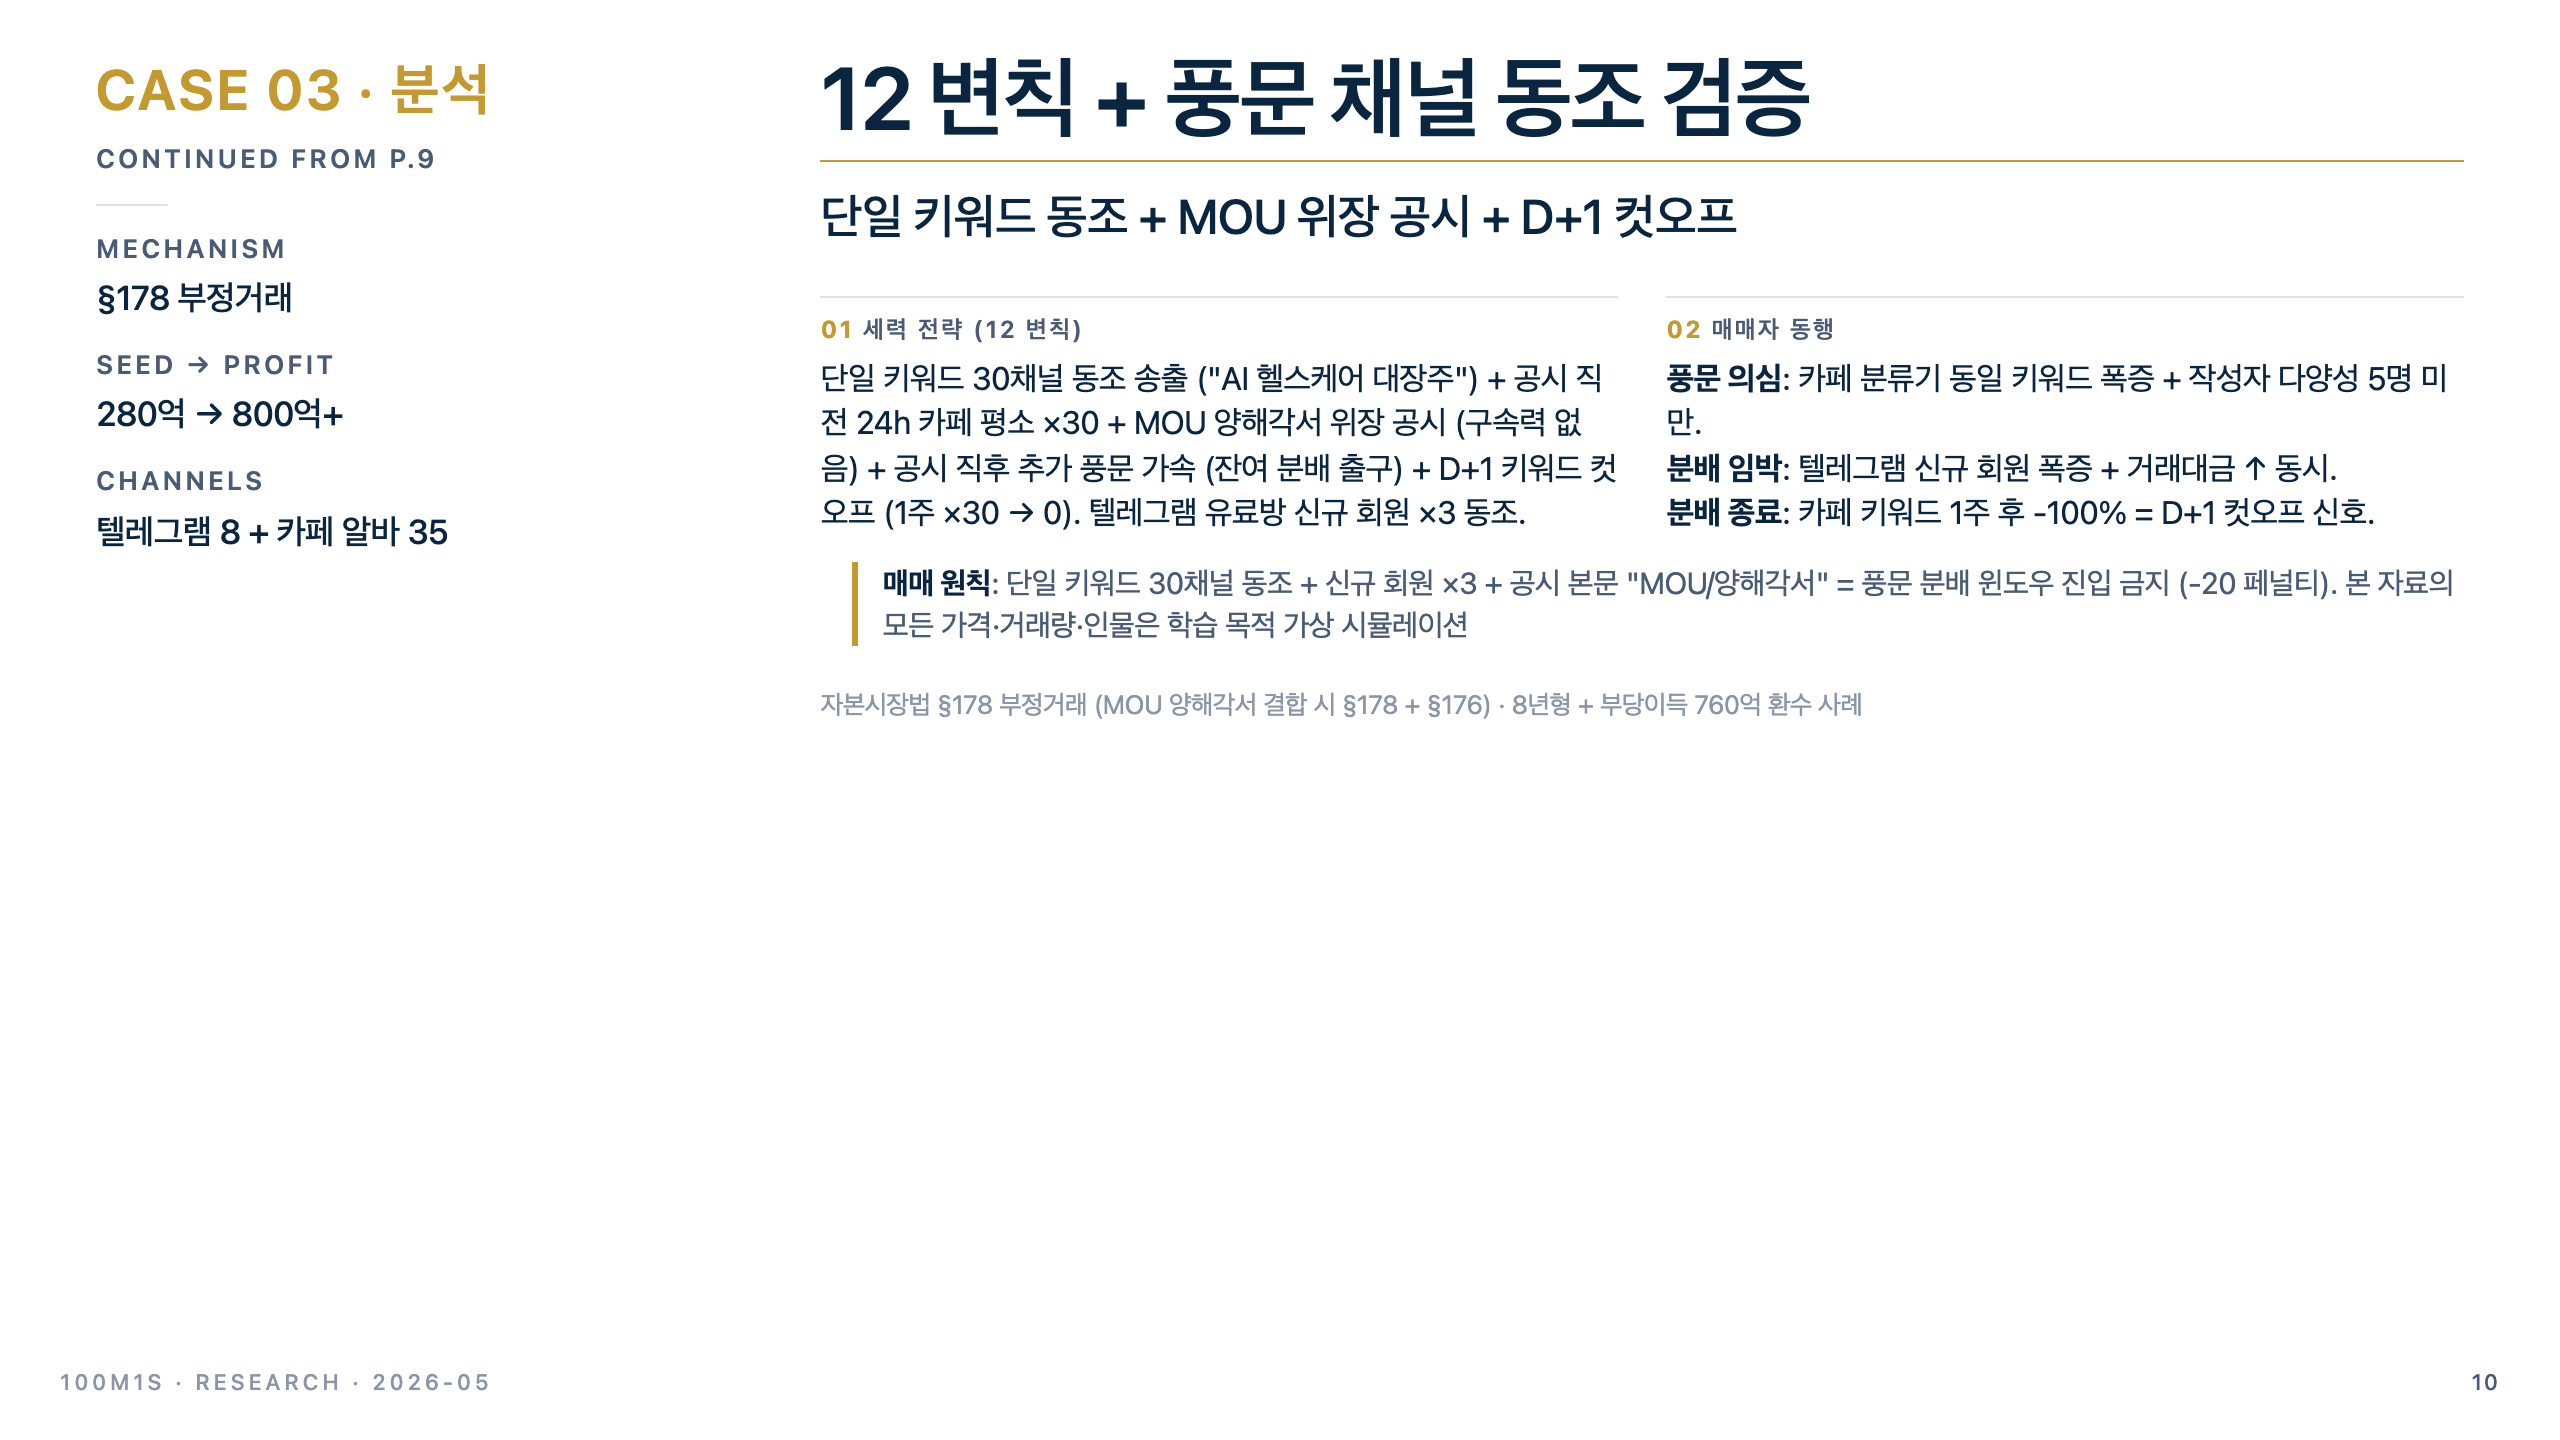 CASE 03 · 분석
CONTINUED FROM P.9
MECHANISM
§178 부정거래
SEED → PROFIT
280억 → 800억+
CHANNELS
텔레그램 8 + 카페 알바 35
12 변칙 + 풍문 채널 동조 검증
단일 키워드 동조 + MOU 위장 공시 + D+1 컷오프
01 세력 전략 (12 변칙)
단일 키워드 30채널 동조 송출 ("AI 헬스케어 대장주") + 공시 직
전 24h 카페 평소 ×30 + MOU 양해각서 위장 공시 (구속력 없
음) + 공시 직후 추가 풍문 가속 (잔여 분배 출구) + D+1 키워드 컷
오프 (1주 ×30 → 0). 텔레그램 유료방 신규 회원 ×3 동조.
02 매매자 동행
풍문 의심: 카페 분류기 동일 키워드 폭증 + 작성자 다양성 5명 미
만.
분배 임박: 텔레그램 신규 회원 폭증 + 거래대금 ↑ 동시.
분배 종료: 카페 키워드 1주 후 -100% = D+1 컷오프 신호.
매매 원칙: 단일 키워드 30채널 동조 + 신규 회원 ×3 + 공시 본문 "MOU/양해각서" = 풍문 분배 윈도우 진입 금지 (-20 페널티). 본 자료의
모든 가격·거래량·인물은 학습 목적 가상 시뮬레이션
자본시장법 §178 부정거래 (MOU 양해각서 결합 시 §178 + §176) · 8년형 + 부당이득 760억 환수 사례
100M1S · RESEARCH · 2026-05
10